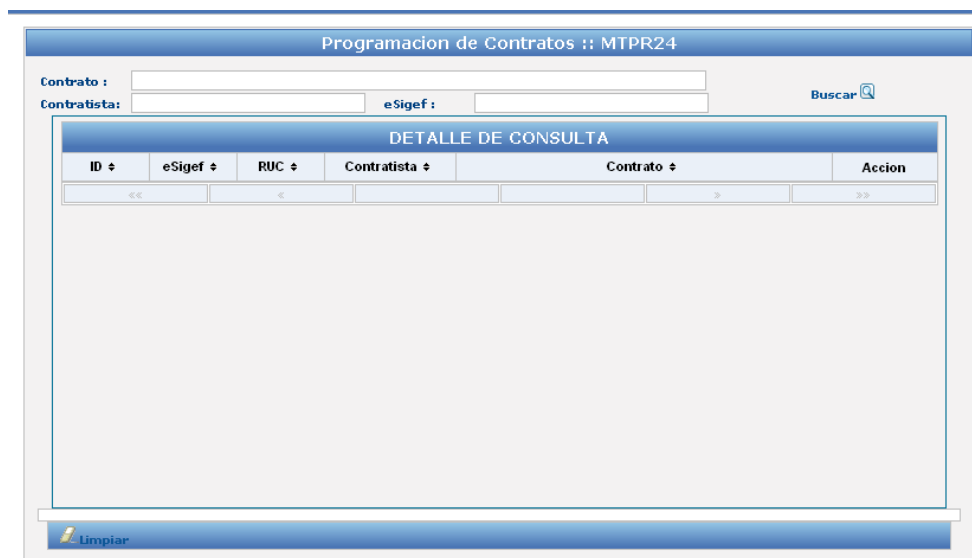 Programacion de Contratos :: MTPR24
Contrato :
Buscar
Contratista:
eSigef :
DETALLE DE CONSULTA
ID eSigef RUC Contratista Contrato Accion
«« « » »»
Limpiar